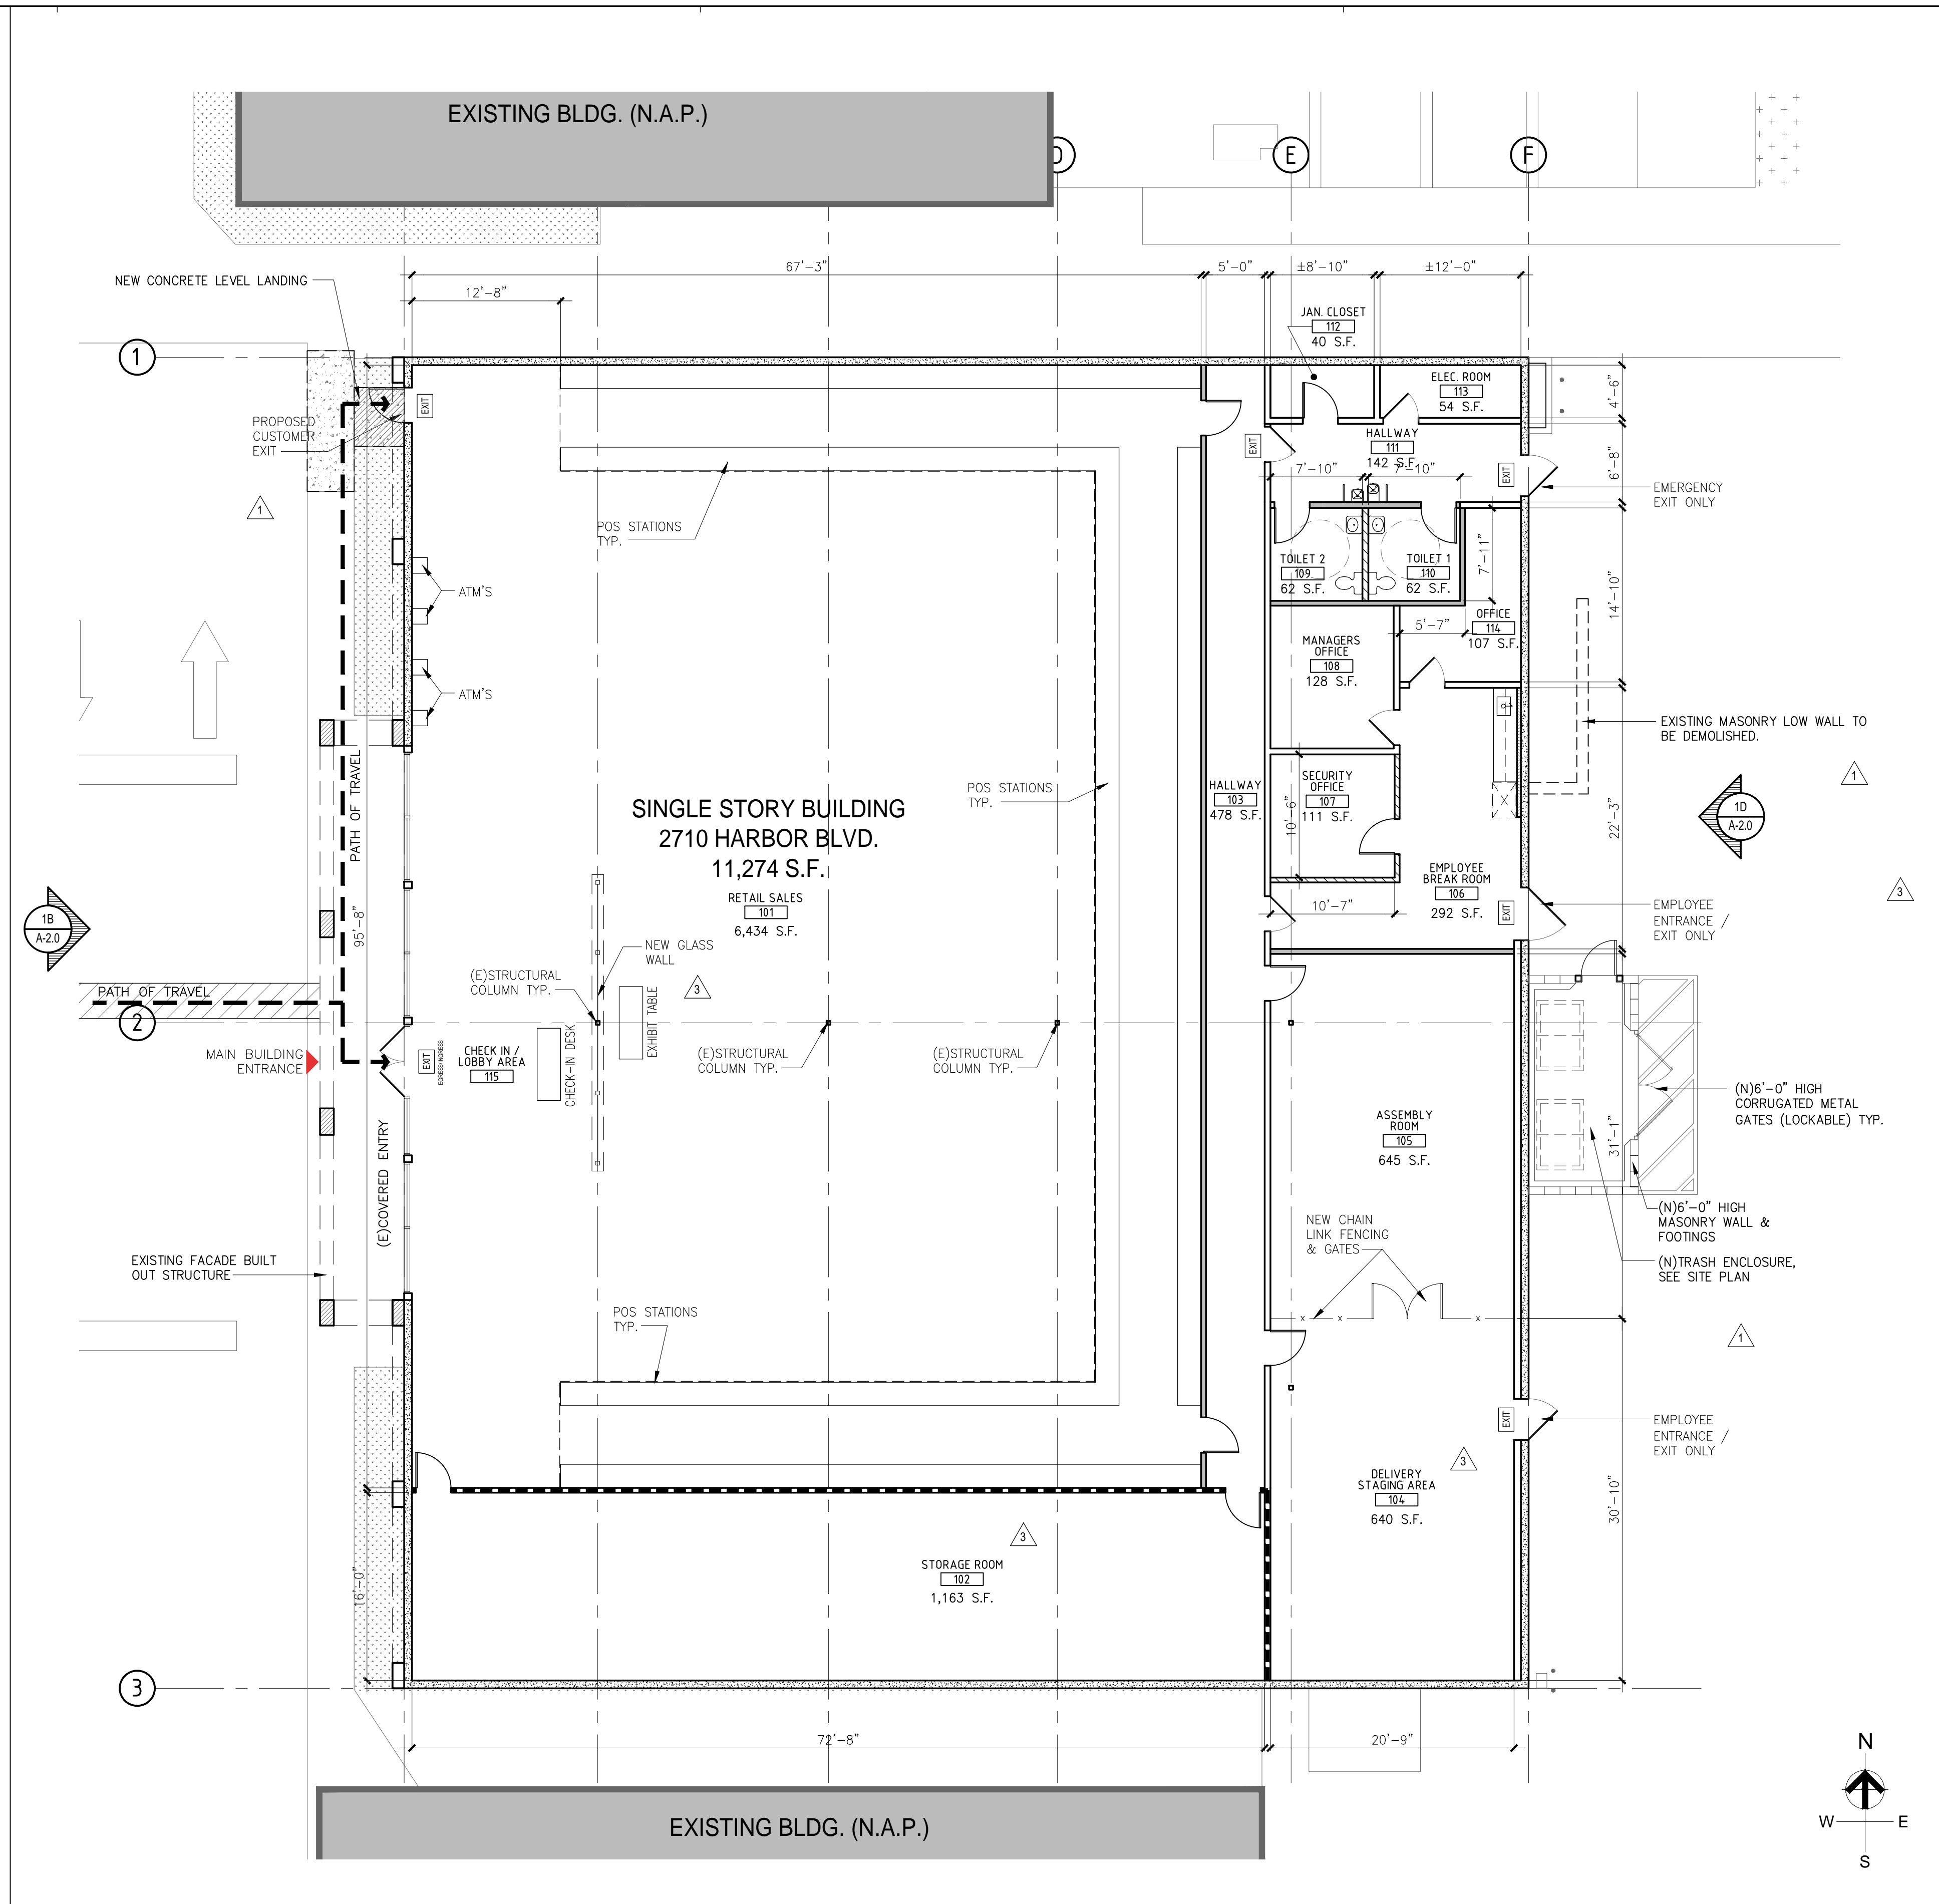 EXISTING BLDG. (N.A.P.)
D
E
F
NEW CONCRETE LEVEL LANDING
67'-3"
5'-0"
±8'-10"
±12'-0"
12'-8"
JAN. CLOSET
112
40 S.F.
1
ELEC. ROOM
113
54 S.F.
4'-6"
EXIT
PROPOSED
CUSTOMER
EXIT
HALLWAY
111
142 S.F.
EXIT
EXIT
6'-8"
7'-10"
7'-10"
EMERGENCY
EXIT ONLY
1
POS STATIONS
TYP.
TOILET 2
109
62 S.F.
TOILET 1
110
62 S.F.
7'-11"
ATM'S
14'-10"
OFFICE
114
107 S.F.
5'-7"
MANAGERS
OFFICE
108
128 S.F.
ATM'S
EXISTING MASONRY LOW WALL TO
BE DEMOLISHED.
1
PATH OF TRAVEL
POS STATIONS
TYP.
HALLWAY
103
478 S.F.
SECURITY
OFFICE
107
111 S.F.
10'-6"
X
22'-3"
1D
A-2.0
SINGLE STORY BUILDING
2710 HARBOR BLVD.
11,274 S.F.
RETAIL SALES
101
6,434 S.F.
EMPLOYEE
BREAK ROOM
106
292 S.F.
EXIT
3
10'-7"
EMPLOYEE
ENTRANCE /
EXIT ONLY
1B
A-2.0
95'-8"
NEW GLASS
WALL
(E)STRUCTURAL
COLUMN TYP.
3
EXHIBIT TABLE
PATH OF TRAVEL
2
MAIN BUILDING
ENTRANCE
EXIT
EGRESS/INGRESS
CHECK IN /
LOBBY AREA
115
CHECK-IN DESK
(E)STRUCTURAL
COLUMN TYP.
(E)STRUCTURAL
COLUMN TYP.
(N)6'-0" HIGH
CORRUGATED METAL
GATES (LOCKABLE) TYP.
ASSEMBLY
ROOM
105
645 S.F.
31'-1"
(E)COVERED ENTRY
(N)6'-0" HIGH
MASONRY WALL &
FOOTINGS
NEW CHAIN
LINK FENCING
& GATES
EXISTING FACADE BUILT
OUT STRUCTURE
(N)TRASH ENCLOSURE,
SEE SITE PLAN
POS STATIONS
TYP.
x
x
x
1
EXIT
EMPLOYEE
ENTRANCE /
EXIT ONLY
3
DELIVERY
STAGING AREA
104
640 S.F.
30'-10"
3
STORAGE ROOM
102
1,163 S.F.
16'-0"
3
72'-8"
20'-9"
N
W
E
S
EXISTING BLDG. (N.A.P.)